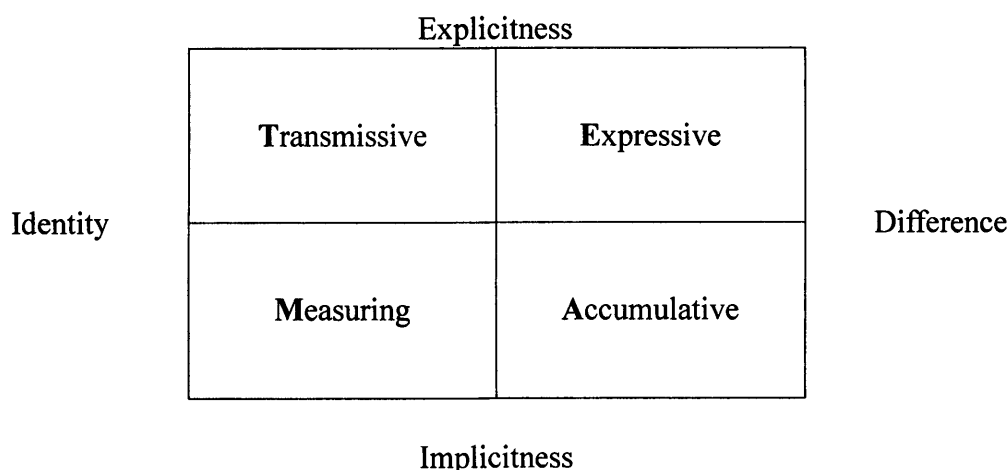 Explicitness
Transmissive Expressive
Identity Difference
Measuring Accumulative
Implicitness